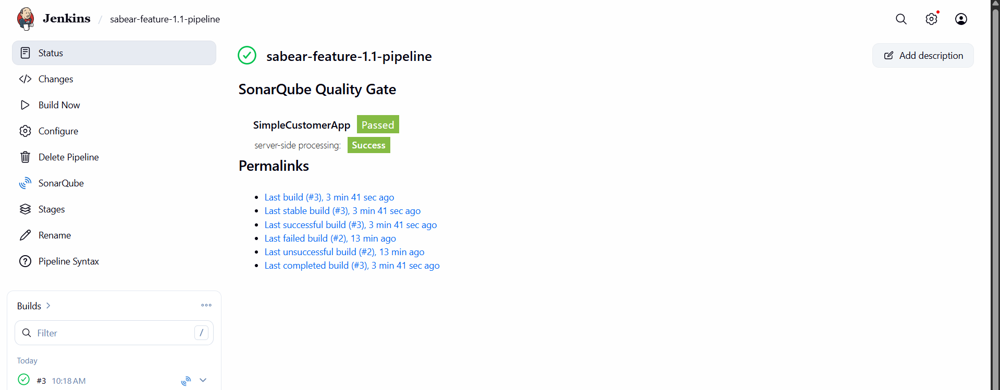 Jenkins / sabear-feature-1.1-pipeline
Status
Changes
Build Now
Configure
Delete Pipeline
SonarQube
Stages
Rename
Pipeline Syntax
Builds
Filter /
Today
#3 10:18 AM
sabear-feature-1.1-pipeline
Add description
SonarQube Quality Gate
SimpleCustomerApp Passed
server-side processing: Success
Permalinks
Last build (#3), 3 min 41 sec ago
Last stable build (#3), 3 min 41 sec ago
Last successful build (#3), 3 min 41 sec ago
Last failed build (#2), 13 min ago
Last unsuccessful build (#2), 13 min ago
Last completed build (#3), 3 min 41 sec ago